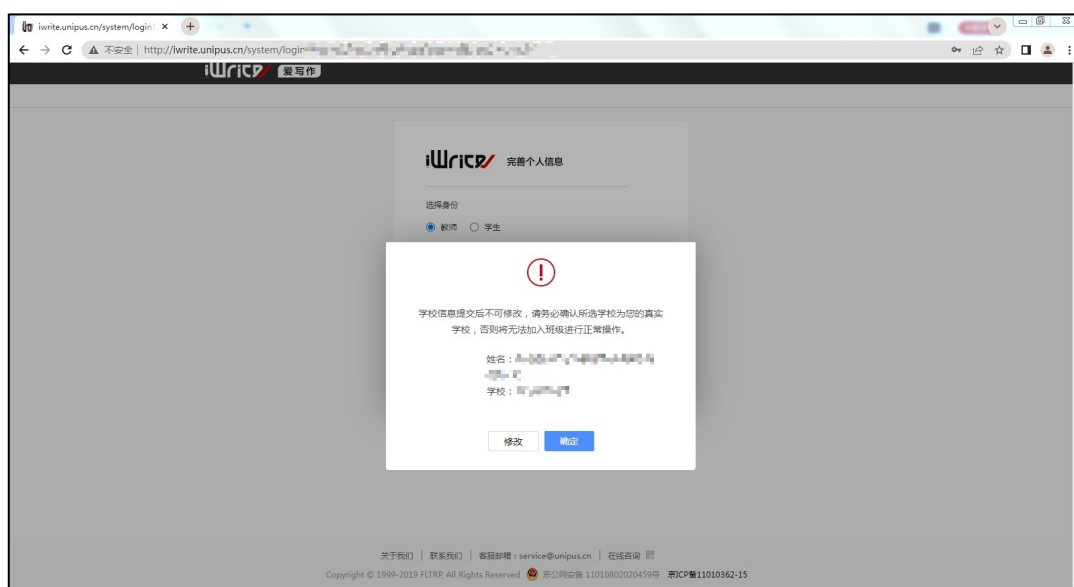 iwrite.unipus.cn/system/login
不安全 | http://iwrite.unipus.cn/system/login
iWrite 爱写作
iWrite 完善个人信息
选择身份
教师 学生
学校信息提交后不可修改，请务必确认所选学校为您的真实
学校，否则将无法加入班级进行正常操作。
姓名：
学校：
修改 确定
关于我们 | 联系我们 | 客服邮箱：service@unipus.cn | 在线咨询
Copyright © 1999-2019 FLTRP, All Rights Reserved 京公网安备 11010802020459号 京ICP备11010362-15